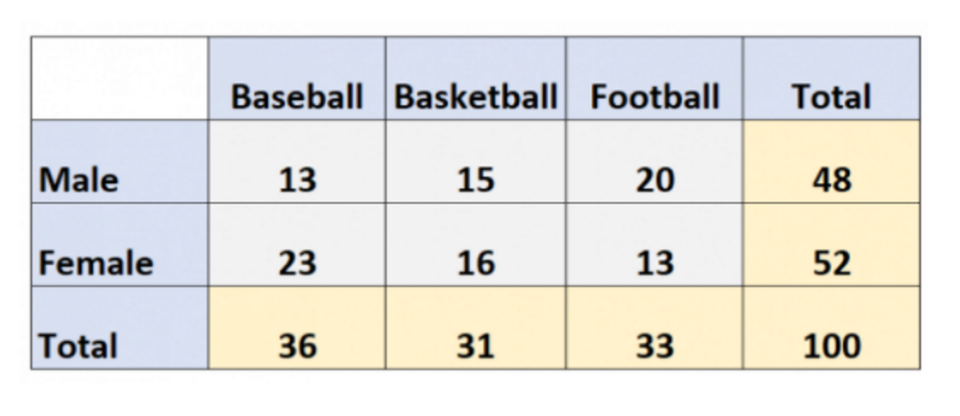 Baseball Basketball Football Total
Male 13 15 20 48
Female 23 16 13 52
Total 36 31 33 100